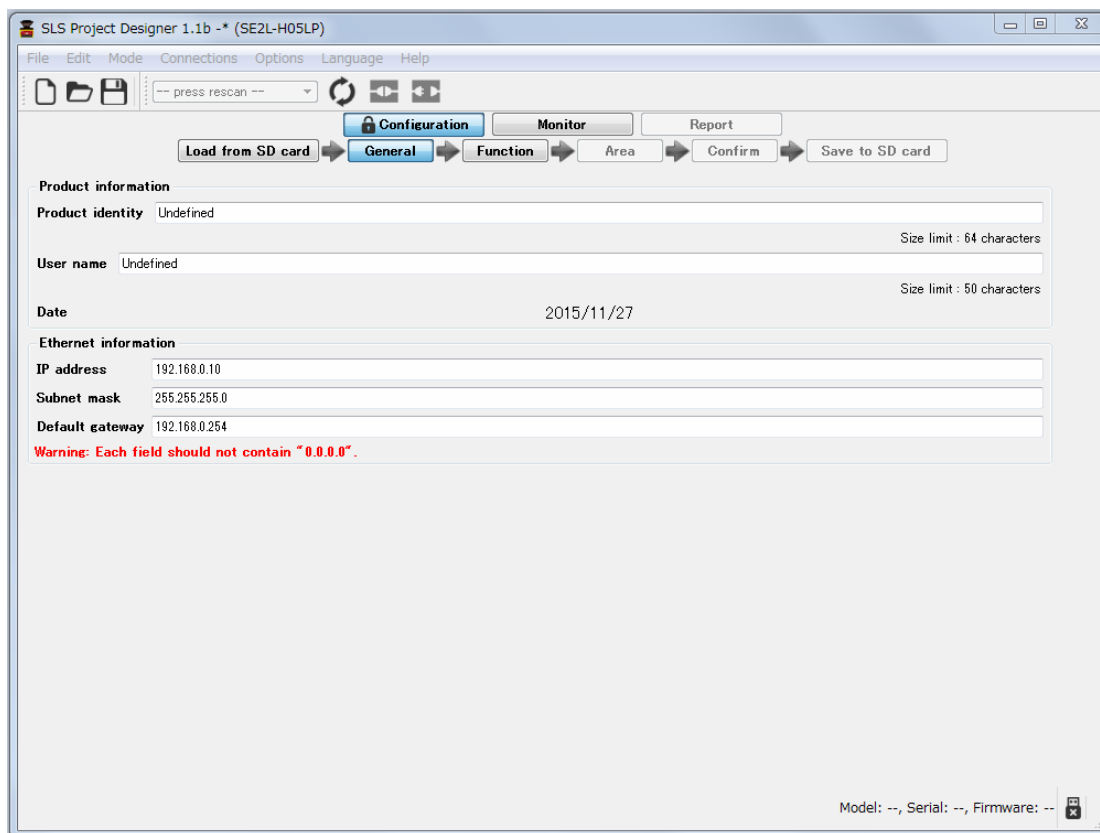 SLS Project Designer 1.1b -* (SE2L-H05LP)
File Edit Mode Connections Options Language Help
-- press rescan --
Configuration Monitor Report
Load from SD card General Function Area Confirm Save to SD card
Product information
Product identity Undefined
Size limit : 64 characters
User name Undefined
Size limit : 50 characters
Date 2015/11/27
Ethernet information
IP address 192.168.0.10
Subnet mask 255.255.255.0
Default gateway 192.168.0.254
Warning: Each field should not contain "0.0.0.0".
Model: --, Serial: --, Firmware: --